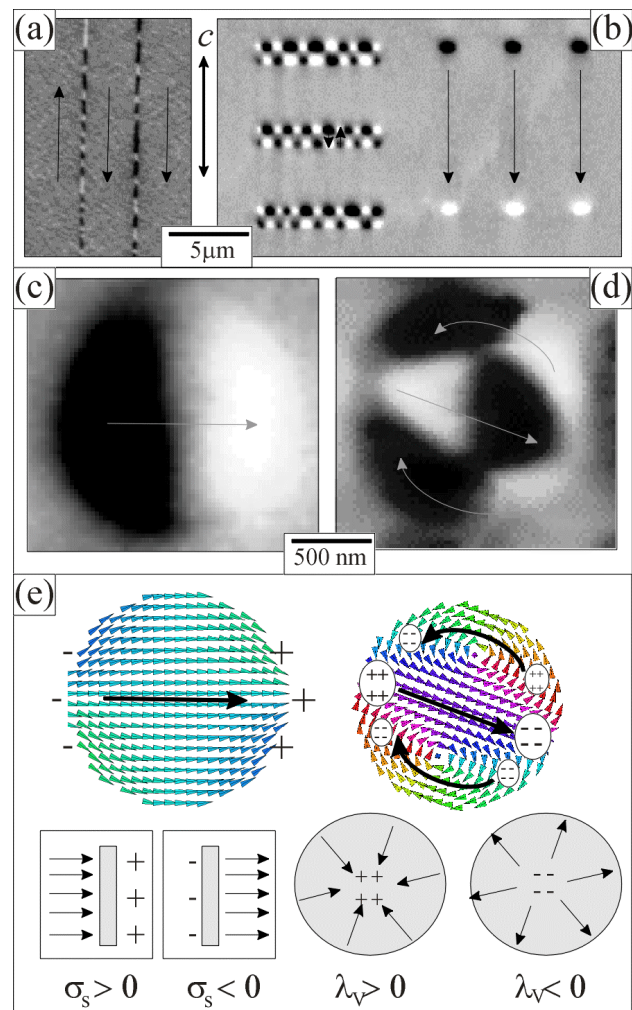 (a)
c
(b)
5μm
(c)
(d)
500 nm
(e)
- + -- -- ++ ++
- + ++ ++ -- --
- + -- -- -- --
+ - ++ -- 
+ - ++ --
+ -
σs > 0 σs < 0 λV > 0 λV < 0